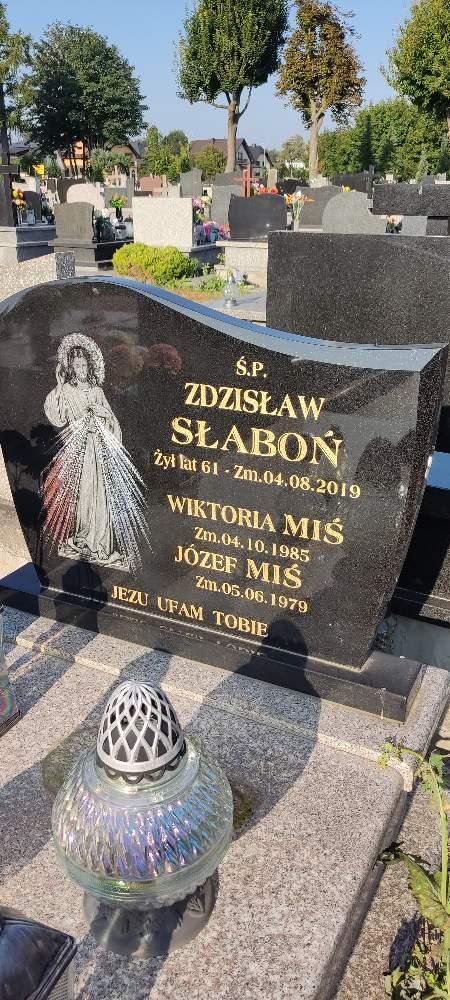 Ś.P.
ZDZISŁAW
SŁABOŃ
Żył lat 61 - Zm.04.08.2019
WIKTORIA MIŚ
Zm.04.10.1985
JÓZEF MIŚ
Zm.05.06.1979
JEZU UFAM TOBIE